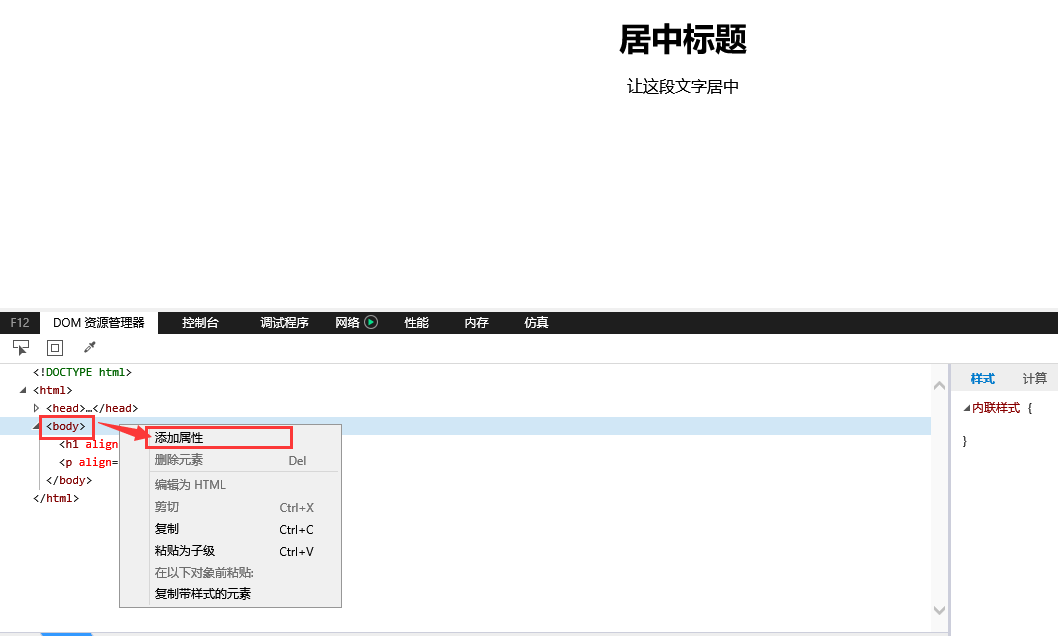 居中标题
让这段文字居中
F12 DOM 资源管理器 控制台 调试程序 网络 性能 内存 仿真
样式 计算
<!DOCTYPE html>
<html>
<head>…</head>
<body>
<h1 align
<p align=
</body>
</html>
添加属性
删除元素 Del
编辑为 HTML
剪切 Ctrl+X
复制 Ctrl+C
粘贴为子级 Ctrl+V
在以下对象前粘贴:
复制带样式的元素
内联样式 {
}